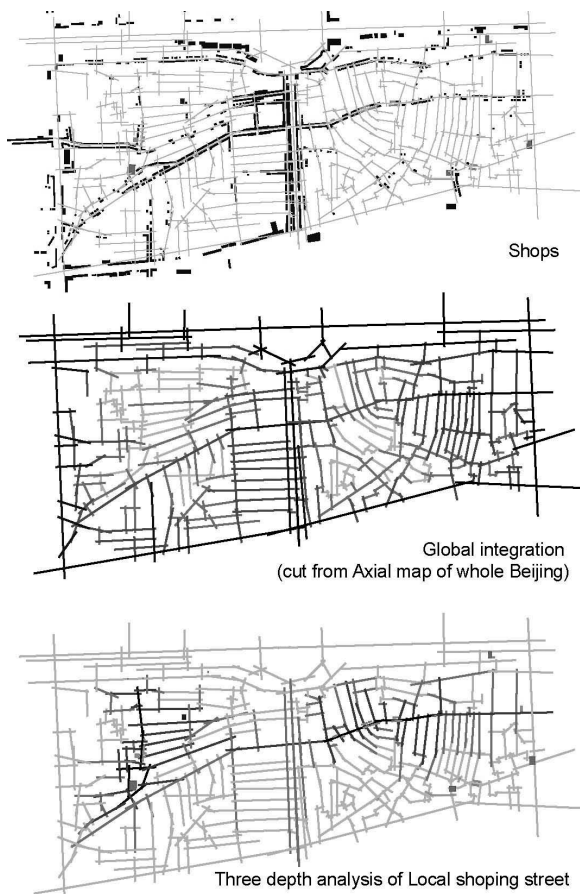 Shops
Global integration
(cut from Axial map of whole Beijing)
Three depth analysis of Local shoping street